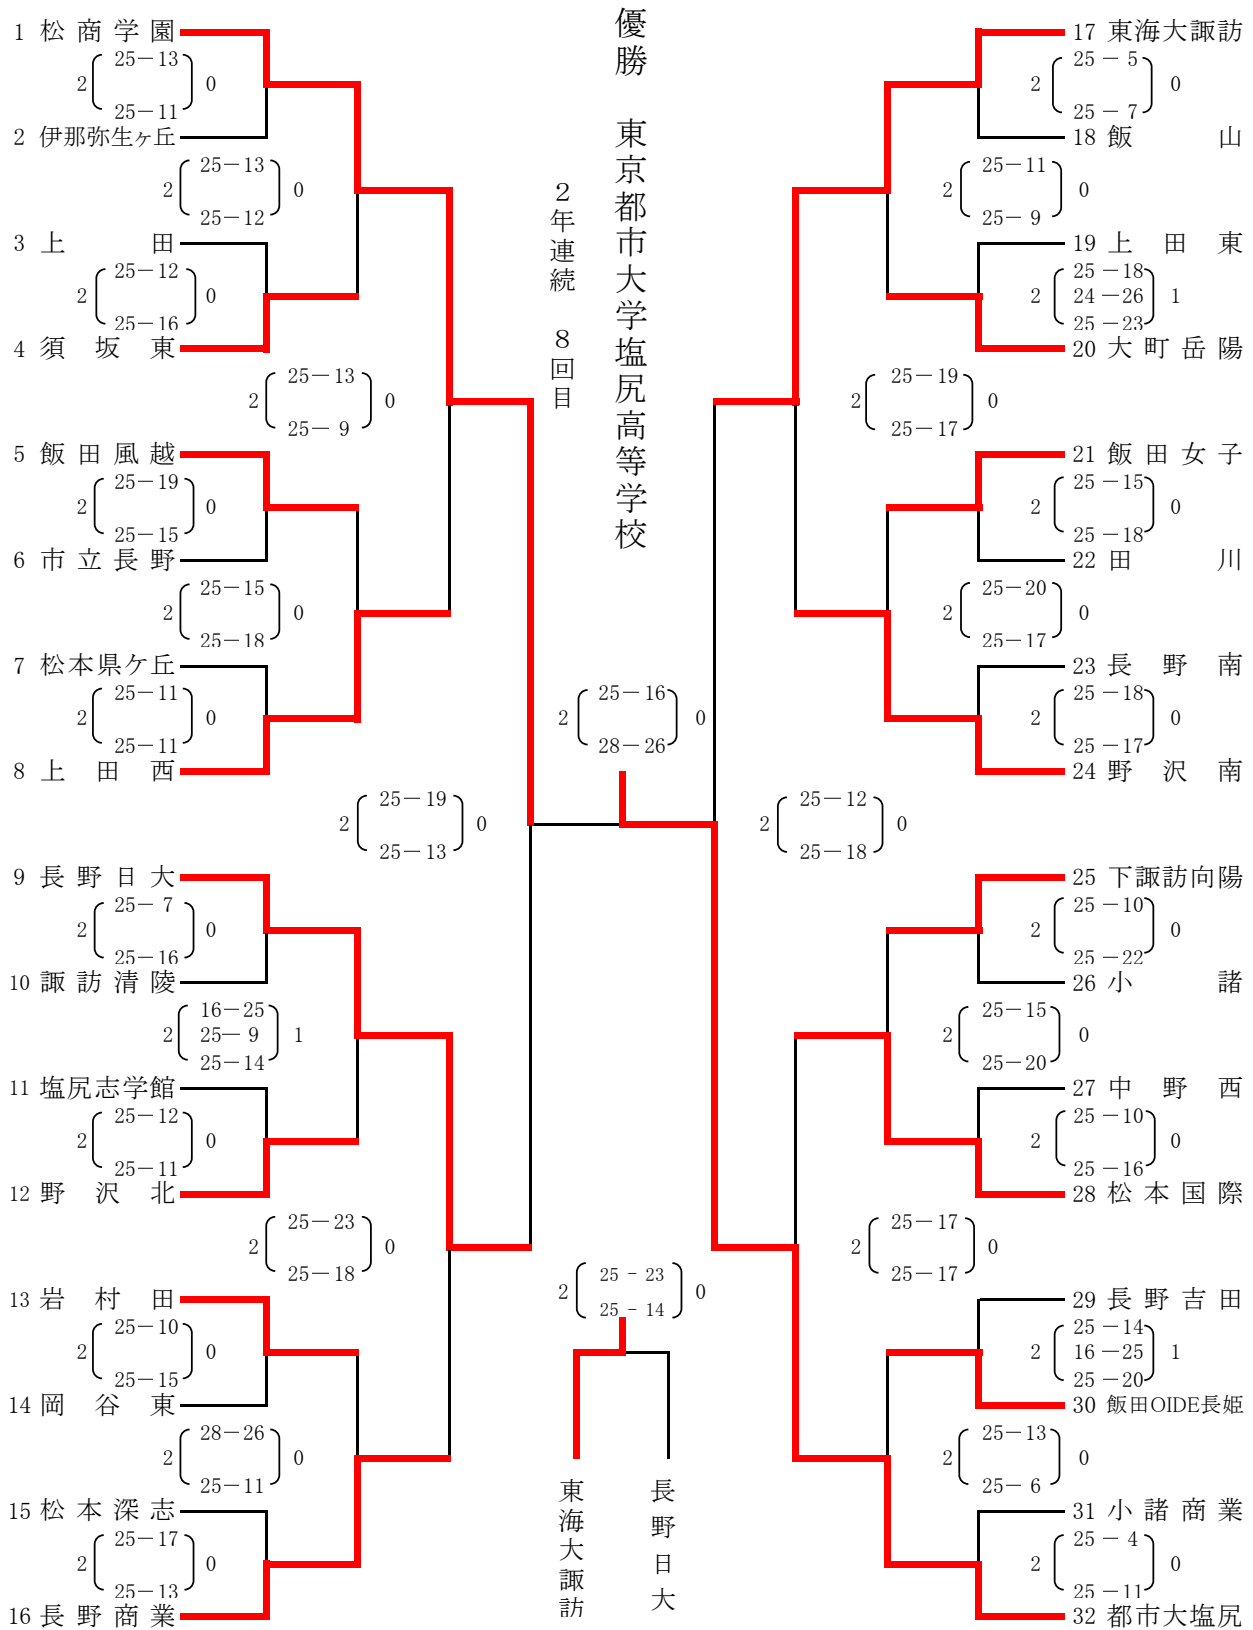 優勝　東京都市大学塩尻高等学校
２年連続　８回目
1 松商学園
25－13
2 0
25－11
2 伊那弥生ヶ丘
25－13
2 0
25－12
3 上田
25－12
2 0
25－16
4 須坂東
25－13
2 0
25－ 9
5 飯田風越
25－19
2 0
25－15
6 市立長野
25－15
2 0
25－18
7 松本県ケ丘
25－11
2 0
25－11
8 上田西
25－19
2 0
25－13
9 長野日大
25－ 7
2 0
25－16
10 諏訪清陵
16－25
2 25－ 9 1
25－14
11 塩尻志学館
25－12
2 0
25－11
12 野沢北
25－23
2 0
25－18
13 岩村田
25－10
2 0
25－15
14 岡谷東
28－26
2 0
25－11
15 松本深志
25－17
2 0
25－13
16 長野商業
25－16
2 0
28－26
25 - 23
2 0
25 - 14
東海大諏訪
長野日大
17 東海大諏訪
25 － 5
2 0
25 － 7
18 飯山
25－11
2 0
25－ 9
19 上田東
25 －18
2 24 －26 1
25 －23
20 大町岳陽
25－19
2 0
25－17
21 飯田女子
25 －15
2 0
25 －18
22 田川
25－20
2 0
25－17
23 長野南
25 －18
2 0
25 －17
24 野沢南
25－12
2 0
25－18
25 下諏訪向陽
25 －10
2 0
25 －22
26 小諸
25－15
2 0
25－20
27 中野西
25 －10
2 0
25 －16
28 松本国際
25－17
2 0
25－17
29 長野吉田
25 －14
2 16 －25 1
25 －20
30 飯田OIDE長姫
25－13
2 0
25－ 6
31 小諸商業
25 － 4
2 0
25 －11
32 都市大塩尻